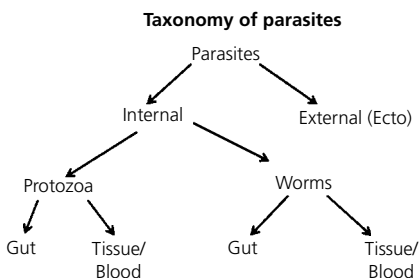 Taxonomy of parasites
Parasites
Internal
External (Ecto)
Protozoa
Worms
Gut
Tissue/
Blood
Gut
Tissue/
Blood